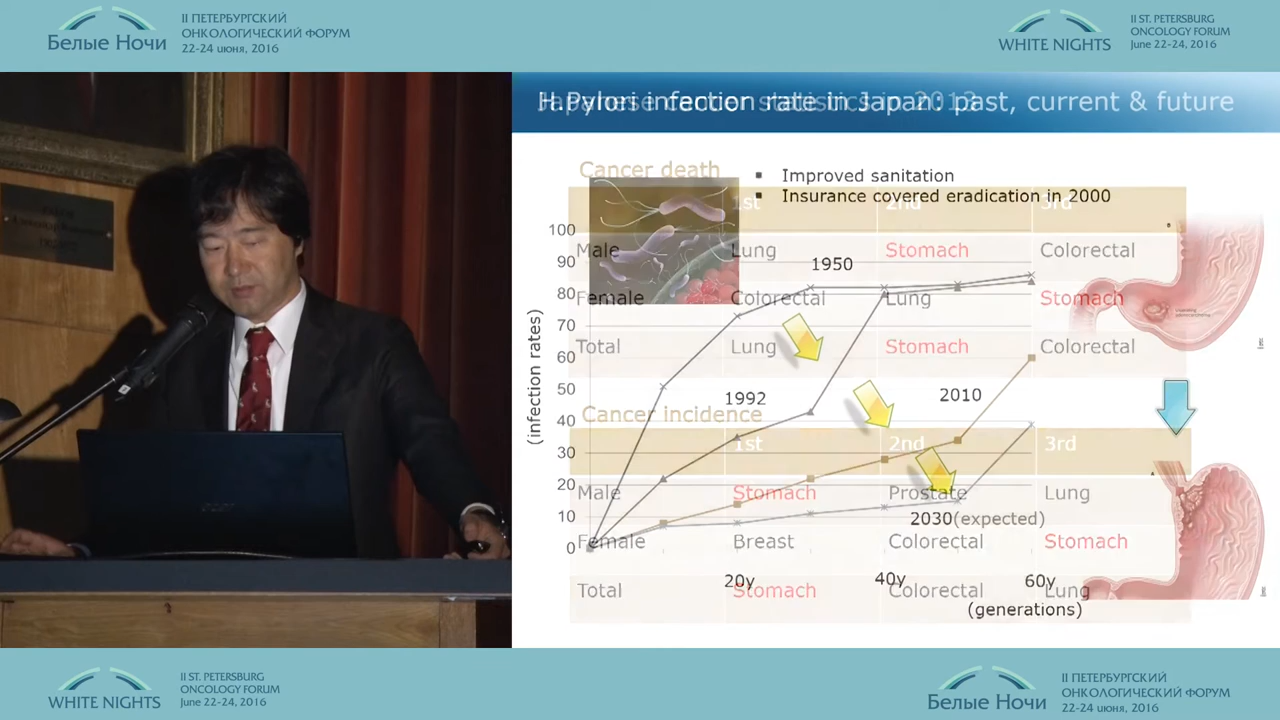 Белые Ночи
II ПЕТЕРБУРГСКИЙ
ОНКОЛОГИЧЕСКИЙ ФОРУМ
22-24 июня, 2016
WHITE NIGHTS
II ST. PETERSBURG
ONCOLOGY FORUM
June 22-24, 2016
H.Pylori infection rate in Japan: past, current & future
Japanese cancer statistics in 2013
Cancer death
▪ Improved sanitation
▪ Insurance covered eradication in 2000
1st 2nd 3rd
Male Lung Stomach Colorectal
Female Colorectal Lung Stomach
Total Lung Stomach Colorectal
Cancer incidence
1st 2nd 3rd
Male Stomach Prostate Lung
Female Breast Colorectal Stomach
Total Stomach Colorectal Lung
(infection rates)
100
90
80
70
60
50
40
30
20
10
0
1950
1992
2010
2030(expected)
20y 40y 60y
(generations)
WHITE NIGHTS
II ST. PETERSBURG
ONCOLOGY FORUM
June 22-24, 2016
Белые Ночи
II ПЕТЕРБУРГСКИЙ
ОНКОЛОГИЧЕСКИЙ ФОРУМ
22-24 июня, 2016